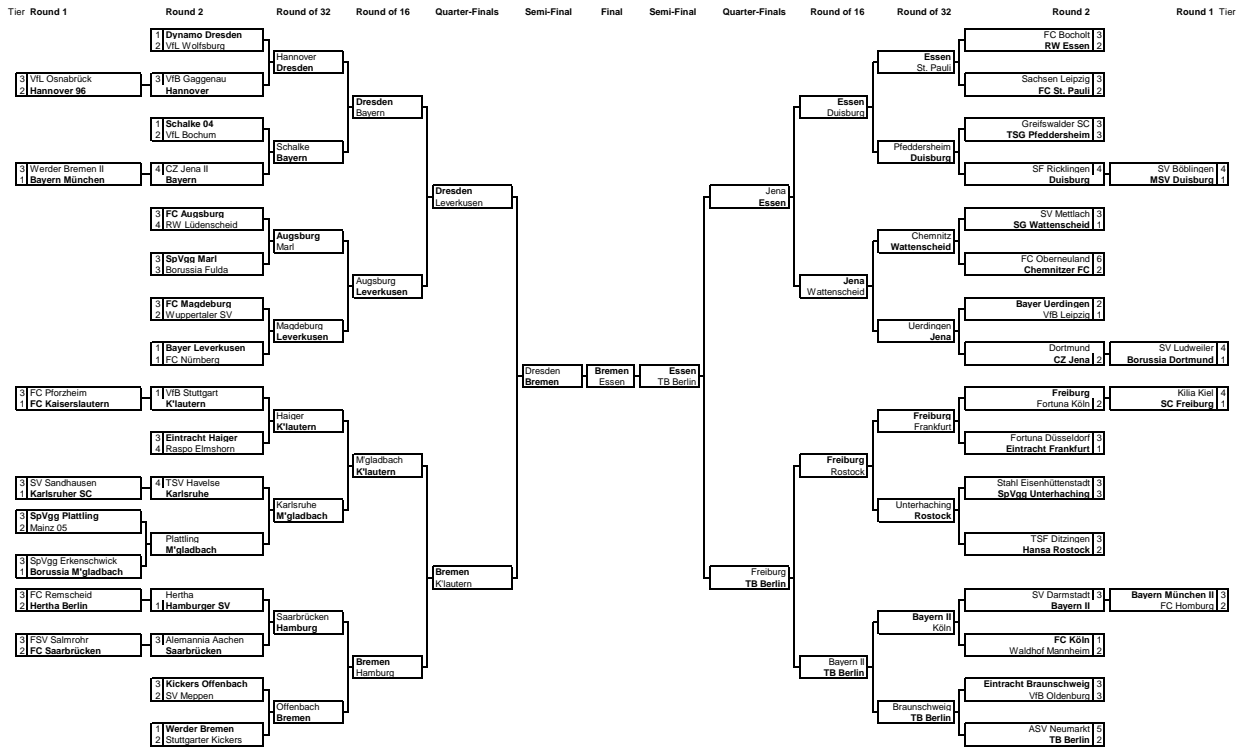 Tier Round 1 Round 2 Round of 32 Round of 16 Quarter-Finals Semi-Final Final Semi-Final Quarter-Finals Round of 16 Round of 32 Round 2 Round 1 Tier
1 Dynamo Dresden
2 VfL Wolfsburg
Hannover
Dresden
3 VfL Osnabrück
2 Hannover 96
3 VfB Gaggenau
Hannover
Dresden
Bayern
1 Schalke 04
2 VfL Bochum
Schalke
Bayern
3 Werder Bremen II
1 Bayern München
4 CZ Jena II
Bayern
Dresden
Leverkusen
3 FC Augsburg
4 RW Lüdenscheid
Augsburg
Marl
3 SpVgg Marl
3 Borussia Fulda
Augsburg
Leverkusen
3 FC Magdeburg
2 Wuppertaler SV
Magdeburg
Leverkusen
1 Bayer Leverkusen
1 FC Nürnberg
Dresden
Bremen
Bremen
Essen
Essen
TB Berlin
3 FC Pforzheim
1 FC Kaiserslautern
1 VfB Stuttgart
K'lautern
Haiger
K'lautern
3 Eintracht Haiger
4 Raspo Elmshorn
M'gladbach
K'lautern
3 SV Sandhausen
1 Karlsruher SC
4 TSV Havelse
Karlsruhe
Karlsruhe
M'gladbach
3 SpVgg Plattling
2 Mainz 05
Plattling
M'gladbach
3 SpVgg Erkenschwick
1 Borussia M'gladbach
Bremen
K'lautern
3 FC Remscheid
2 Hertha Berlin
Hertha
1 Hamburger SV
Saarbrücken
Hamburg
3 FSV Salmrohr
2 FC Saarbrücken
3 Alemannia Aachen
Saarbrücken
Bremen
Hamburg
3 Kickers Offenbach
2 SV Meppen
Offenbach
Bremen
1 Werder Bremen
2 Stuttgarter Kickers
FC Bocholt 3
RW Essen 2
Essen
St. Pauli
Sachsen Leipzig 3
FC St. Pauli 2
Essen
Duisburg
Greifswalder SC 3
TSG Pfeddersheim 3
Pfeddersheim
Duisburg
SF Ricklingen 4
Duisburg
SV Böblingen 4
MSV Duisburg 1
Jena
Essen
SV Mettlach 3
SG Wattenscheid 1
Chemnitz
Wattenscheid
FC Oberneuland 6
Chemnitzer FC 2
Jena
Wattenscheid
Bayer Uerdingen 2
VfB Leipzig 1
Uerdingen
Jena
Dortmund
CZ Jena 2
SV Ludweiler 4
Borussia Dortmund 1
Freiburg
Fortuna Köln 2
Kilia Kiel 4
SC Freiburg 1
Freiburg
Frankfurt
Fortuna Düsseldorf 3
Eintracht Frankfurt 1
Freiburg
Rostock
Stahl Eisenhüttenstadt 3
SpVgg Unterhaching 3
Unterhaching
Rostock
TSF Ditzingen 3
Hansa Rostock 2
Freiburg
TB Berlin
SV Darmstadt 3
Bayern II
Bayern München II 3
FC Homburg 2
Bayern II
Köln
FC Köln 1
Waldhof Mannheim 2
Bayern II
TB Berlin
Eintracht Braunschweig 3
VfB Oldenburg 3
Braunschweig
TB Berlin
ASV Neumarkt 5
TB Berlin 2